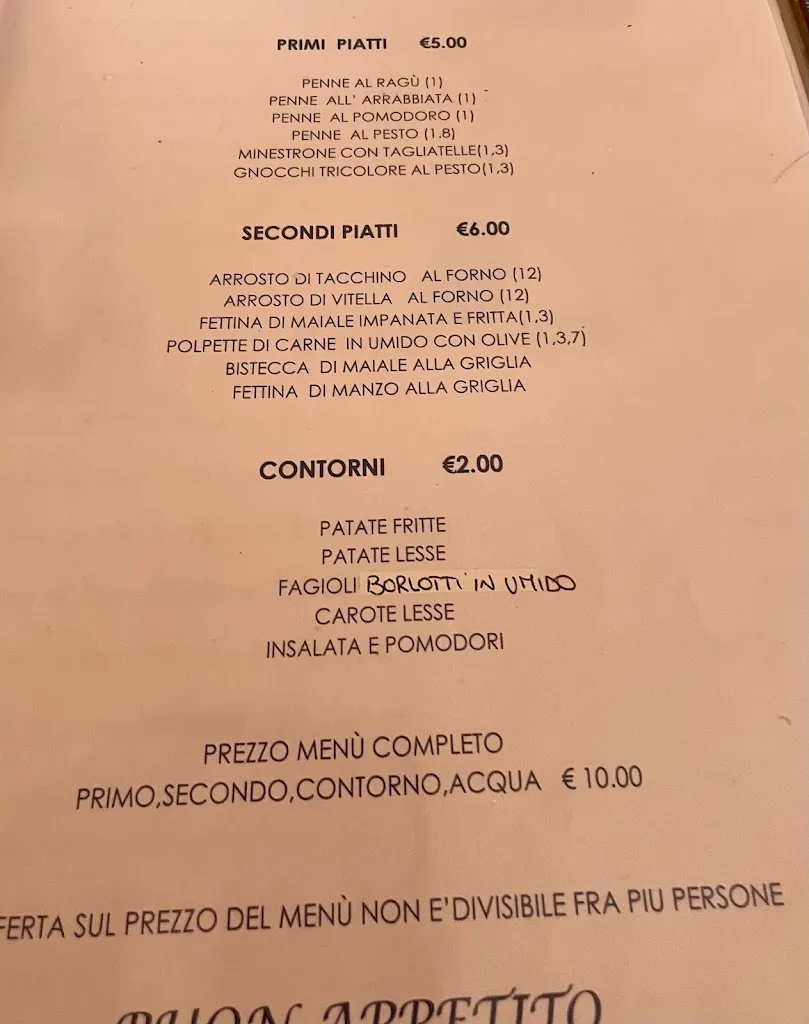 PRIMI PIATTI €5.00
PENNE AL RAGÙ (1)
PENNE ALL' ARRABBIATA (1)
PENNE AL POMODORO (1)
PENNE AL PESTO (1.8)
MINESTRONE CON TAGLIATELLE(1,3)
GNOCCHI TRICOLORE AL PESTO(1,3)
SECONDI PIATTI €6.00
ARROSTO DI TACCHINO AL FORNO (12)
ARROSTO DI VITELLA AL FORNO (12)
FETTINA DI MAIALE IMPANATA E FRITTA(1,3)
POLPETTE DI CARNE IN UMIDO CON OLIVE (1,3,7)
BISTECCA DI MAIALE ALLA GRIGLIA
FETTINA DI MANZO ALLA GRIGLIA
CONTORNI €2.00
PATATE FRITTE
PATATE LESSE
FAGIOLI BORLOTTI IN UMIDO
CAROTE LESSE
INSALATA E POMODORI
PREZZO MENÙ COMPLETO
PRIMO,SECONDO,CONTORNO,ACQUA € 10.00
FERTA SUL PREZZO DEL MENÙ NON E'DIVISIBILE FRA PIU PERSONE
BUON APPETITO